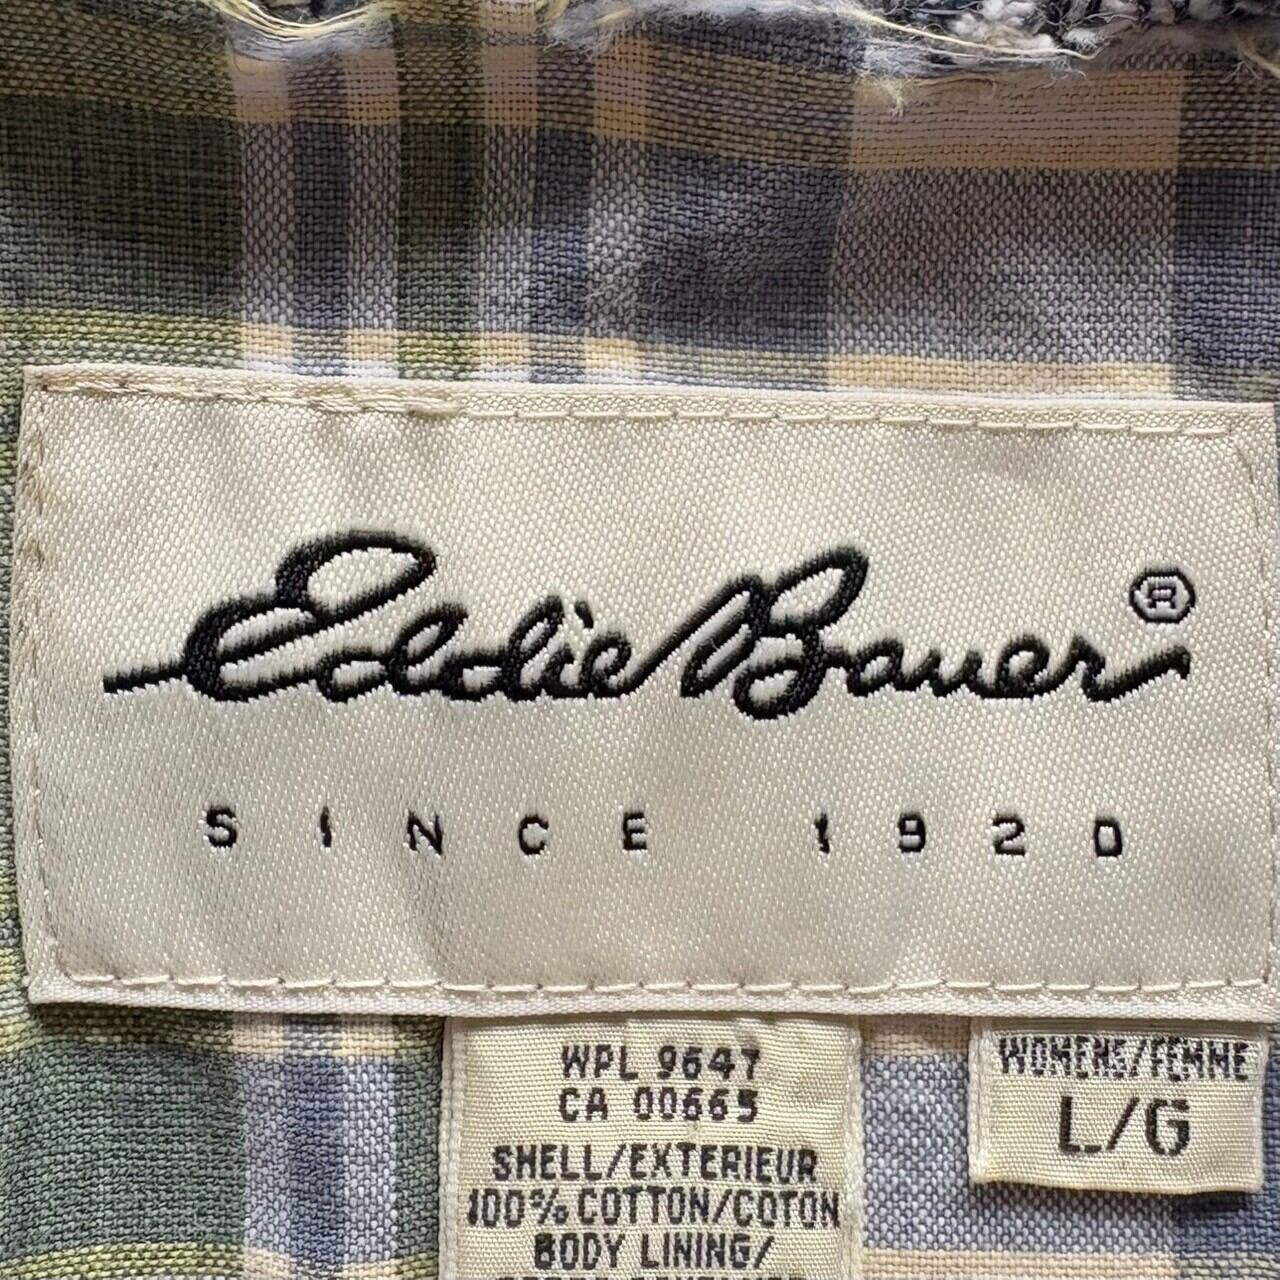 Eddie Bauer®
SINCE 1920
WPL 9647
CA 00665
SHELL/EXTERIEUR
100% COTTON/COTON
BODY LINING/
WOMENS/FEMME
L/G